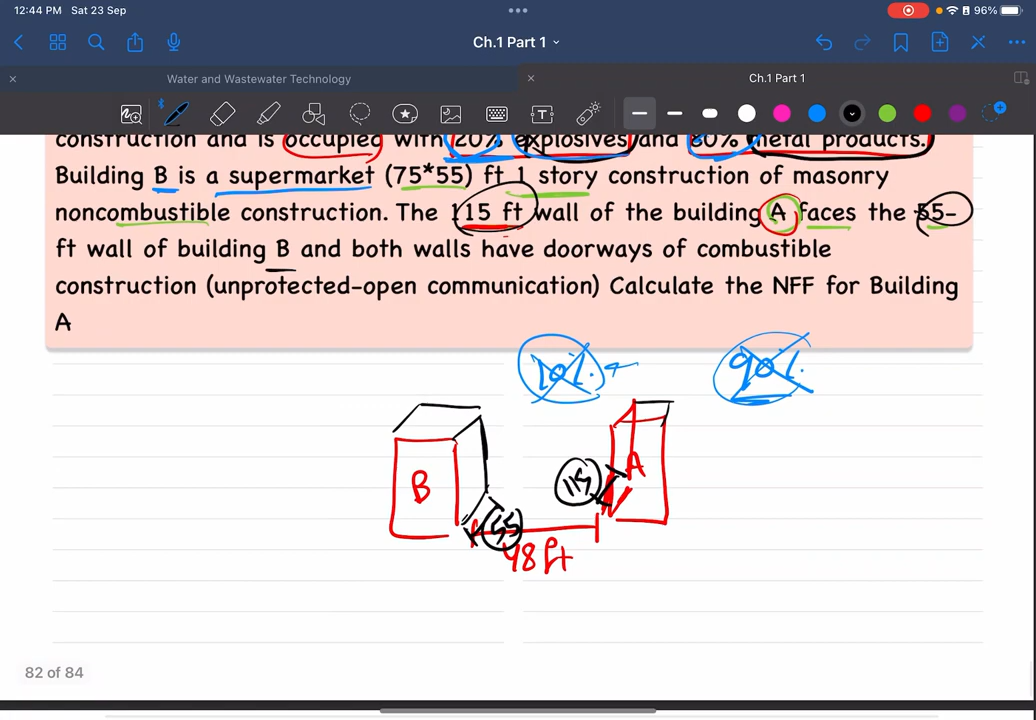 12:44 PM Sat 23 Sep
96%
Ch.1 Part 1
Water and Wastewater Technology
Ch.1 Part 1
construction and is occupied with 20% explosives and 80% metal products.
Building B is a supermarket (75*55) ft 1 story construction of masonry
noncombustible construction. The 115 ft wall of the building A faces the 55-
ft wall of building B and both walls have doorways of combustible
construction (unprotected-open communication) Calculate the NFF for Building
A
90%
B
A
115
55
48 ft
82 of 84